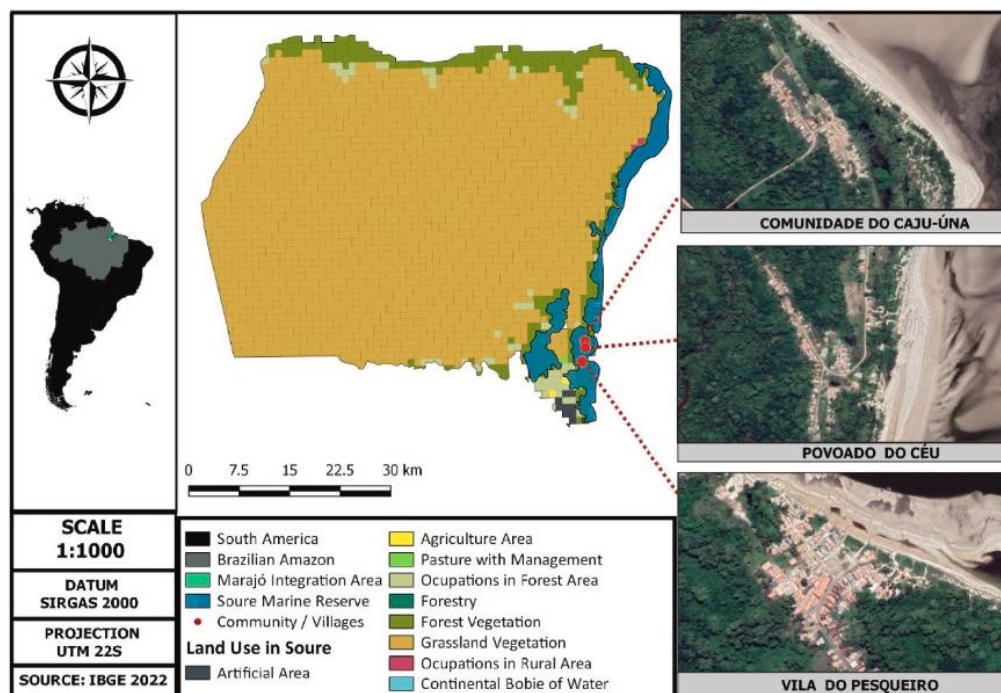 COMUNIDADE DO CAJU-ÚNA
POVOADO DO CÉU
VILA DO PESQUEIRO
0 7.5 15 22.5 30 km
SCALE
1:1000
DATUM
SIRGAS 2000
PROJECTION
UTM 22S
SOURCE: IBGE 2022
South America
Brazilian Amazon
Marajó Integration Area
Soure Marine Reserve
Community / Villages
Land Use in Soure
Artificial Area
Agriculture Area
Pasture with Management
Ocupations in Forest Area
Forestry
Forest Vegetation
Grassland Vegetation
Ocupations in Rural Area
Continental Bobie of Water